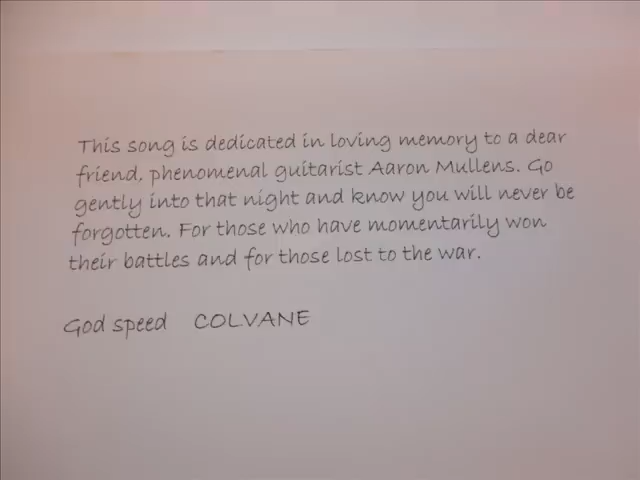 This song is dedicated in loving memory to a dear
friend, phenomenal guitarist Aaron Mullens. Go
gently into that night and know you will never be
forgotten. For those who have momentarily won
their battles and for those lost to the war.
God speed COLVANE